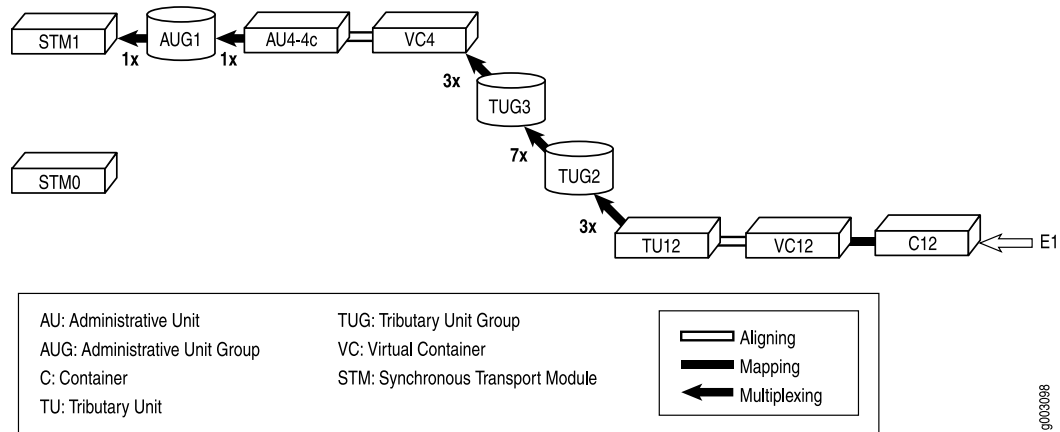 STM1
AUG1
AU4-4c
VC4
1x
1x
3x
TUG3
7x
TUG2
STM0
3x
TU12
VC12
C12
E1
AU: Administrative Unit
AUG: Administrative Unit Group
C: Container
TU: Tributary Unit
TUG: Tributary Unit Group
VC: Virtual Container
STM: Synchronous Transport Module
Aligning
Mapping
Multiplexing
g003098